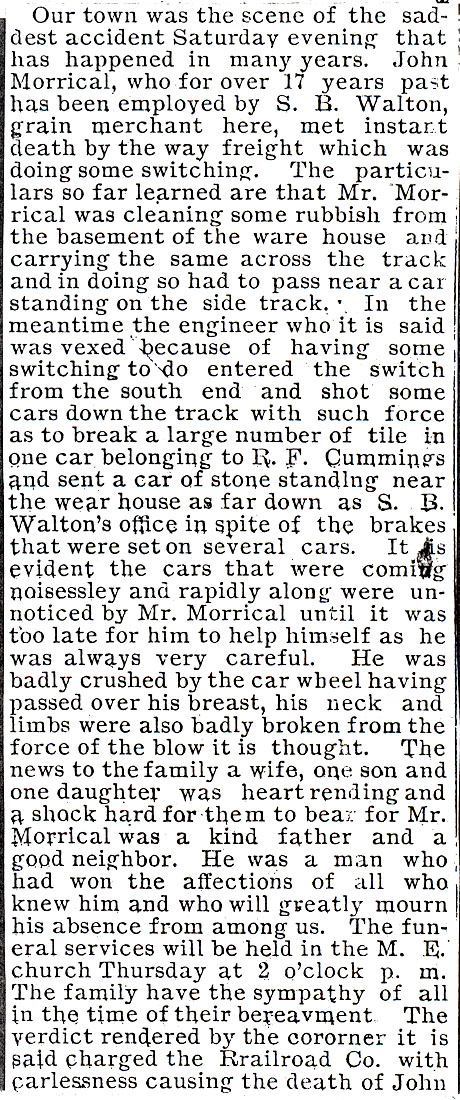 Our town was the scene of the sad-
dest accident Saturday evening that
has happened in many years. John
Morrical, who for over 17 years past
has been employed by S. B. Walton,
grain merchant here, met instant
death by the way freight which was
doing some switching. The particu-
lars so far learned are that Mr. Mor-
rical was cleaning some rubbish from
the basement of the ware house and
carrying the same across the track
and in doing so had to pass near a car
standing on the side track. In the
meantime the engineer who it is said
was vexed because of having some
switching to do entered the switch
from the south end and shot some
cars down the track with such force
as to break a large number of tile in
one car belonging to R. F. Cummings
and sent a car of stone standing near
the wear house as far down as S. B.
Walton's office in spite of the brakes
that were set on several cars. It is
evident the cars that were coming
noisessley and rapidly along were un-
noticed by Mr. Morrical until it was
too late for him to help himself as he
was always very careful. He was
badly crushed by the car wheel having
passed over his breast, his neck and
limbs were also badly broken from the
force of the blow it is thought. The
news to the family a wife, one son and
one daughter was heart rending and
a shock hard for them to bear for Mr.
Morrical was a kind father and a
good neighbor. He was a man who
had won the affections of all who
knew him and who will greatly mourn
his absence from among us. The fun-
eral services will be held in the M. E.
church Thursday at 2 o'clock p. m.
The family have the sympathy of all
in the time of their bereavment The
verdict rendered by the cororner it is
said charged the Rrailroad Co. with
carlessness causing the death of John